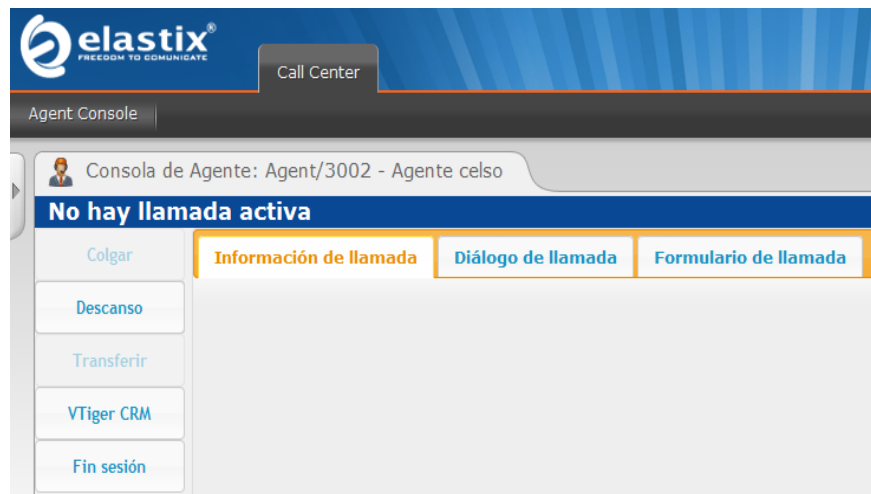 elastix®
FREEDOM TO COMUNICATE
Call Center
Agent Console
Consola de Agente: Agent/3002 - Agente celso
No hay llamada activa
Colgar
Información de llamada
Diálogo de llamada
Formulario de llamada
Descanso
Transferir
VTiger CRM
Fin sesión